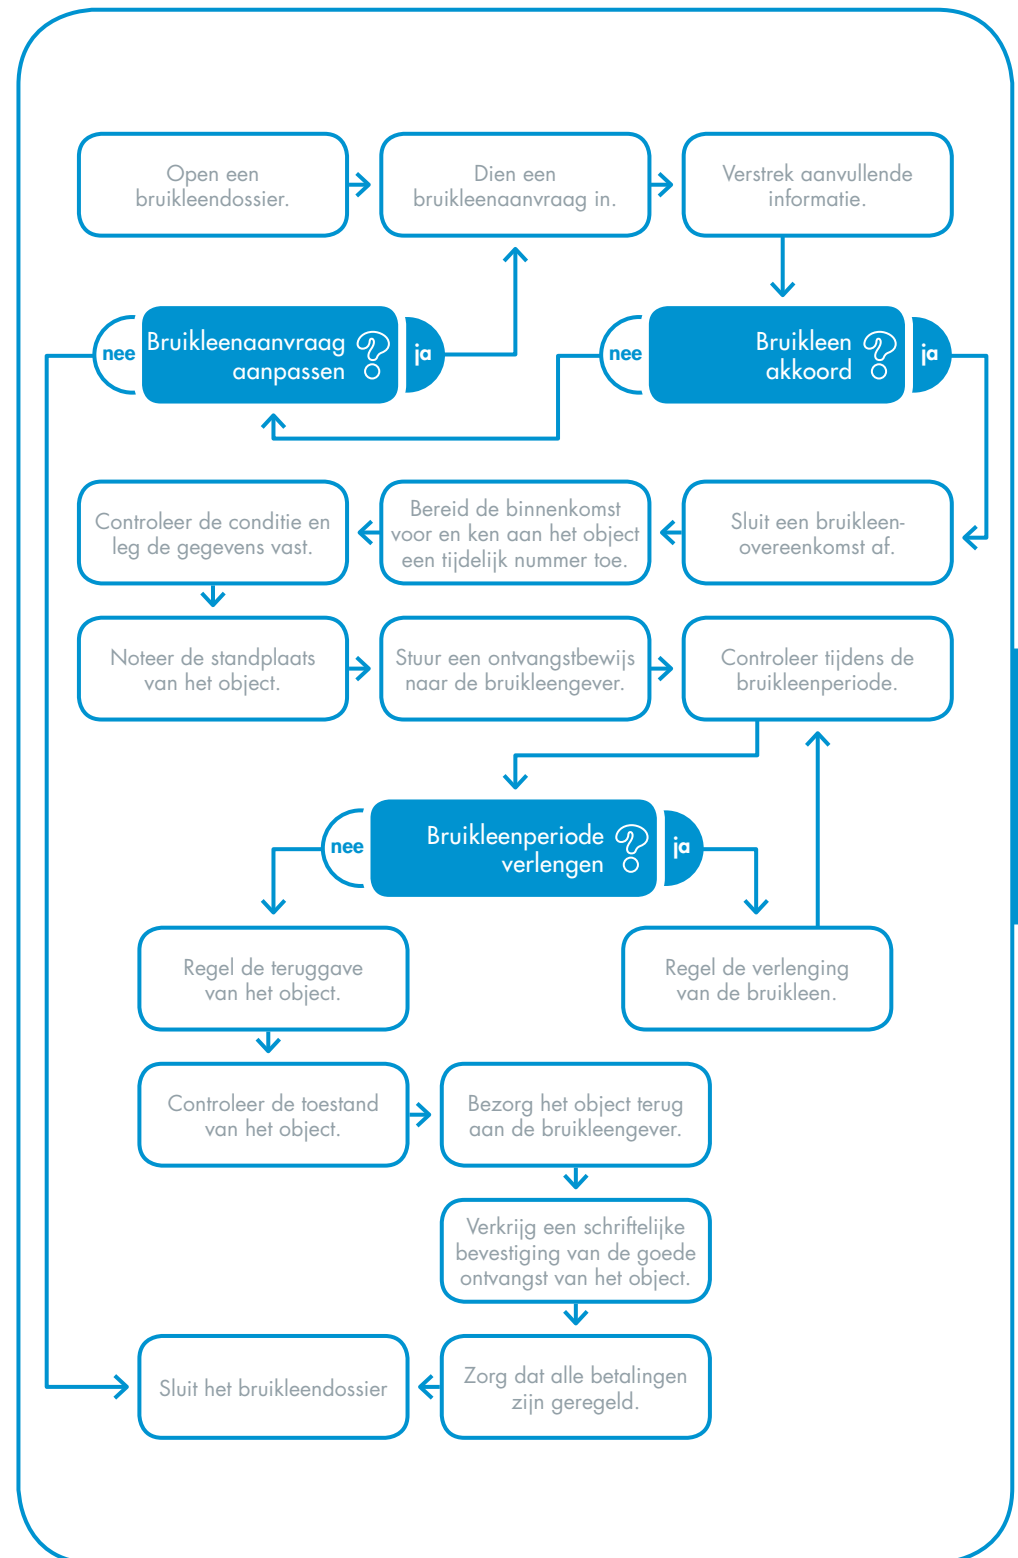 Open een
bruikleendossier.
Dien een
bruikleenaanvraag in.
Verstrek aanvullende
informatie.
nee
Bruikleenaanvraag
aanpassen
ja
nee
Bruikleen
akkoord
ja
Controleer de conditie en
leg de gegevens vast.
Bereid de binnenkomst
voor en ken aan het object
een tijdelijk nummer toe.
Sluit een bruikleen-
overeenkomst af.
Noteer de standplaats
van het object.
Stuur een ontvangstbewijs
naar de bruikleengever.
Controleer tijdens de
bruikleenperiode.
nee
Bruikleenperiode
verlengen
ja
Regel de teruggave
van het object.
Regel de verlenging
van de bruikleen.
Controleer de toestand
van het object.
Bezorg het object terug
aan de bruikleengever.
Verkrijg een schriftelijke
bevestiging van de goede
ontvangst van het object.
Sluit het bruikleendossier
Zorg dat alle betalingen
zijn geregeld.